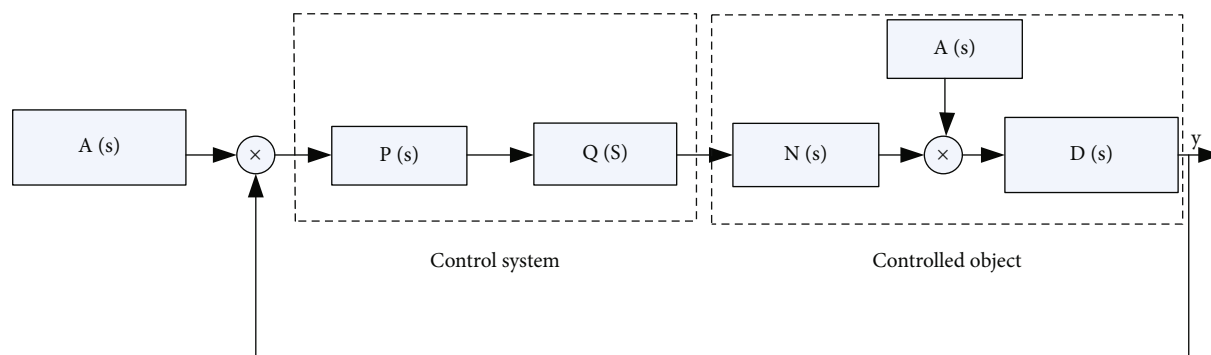 A (s)
×
P (s)
Q (S)
N (s)
A (s)
×
D (s)
y
Control system
Controlled object